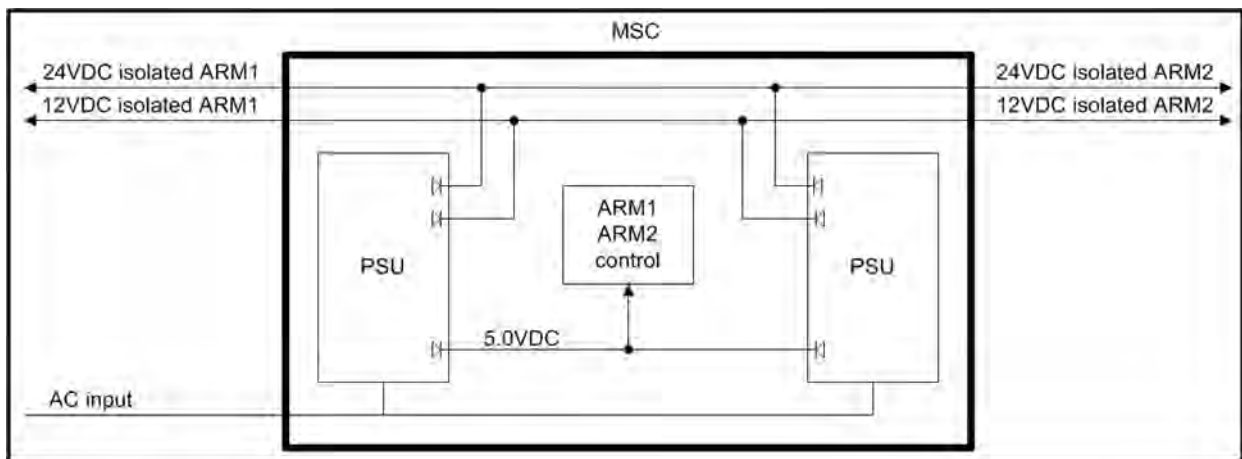 MSC
24VDC isolated ARM1
24VDC isolated ARM2
12VDC isolated ARM1
12VDC isolated ARM2
ARM1
ARM2
control
PSU
PSU
5.0VDC
AC input